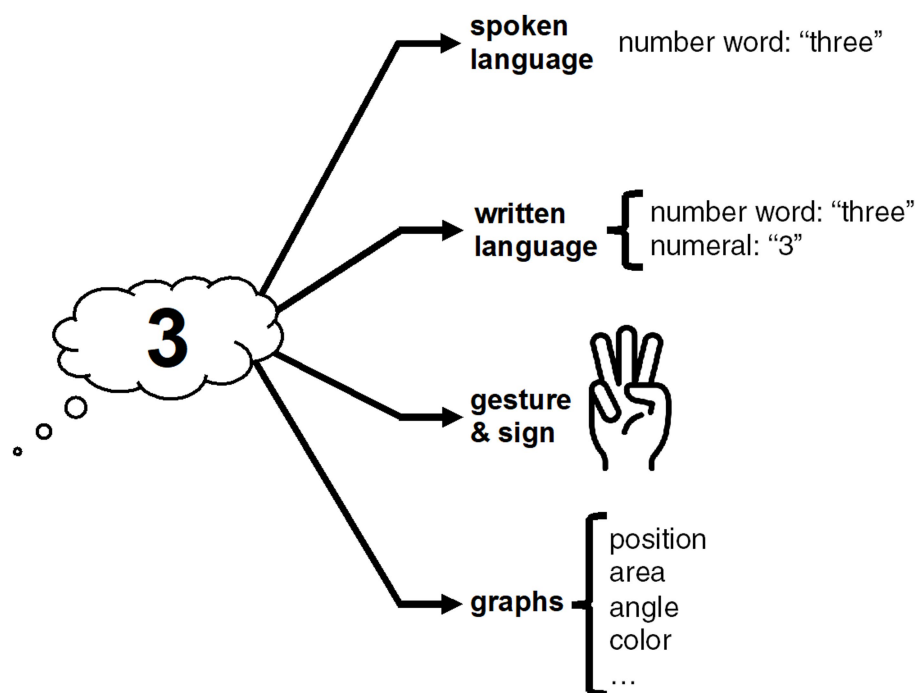 spoken
language
number word: “three”
written
language
number word: “three”
numeral: “3”
3
gesture
& sign
graphs
position
area
angle
color
...